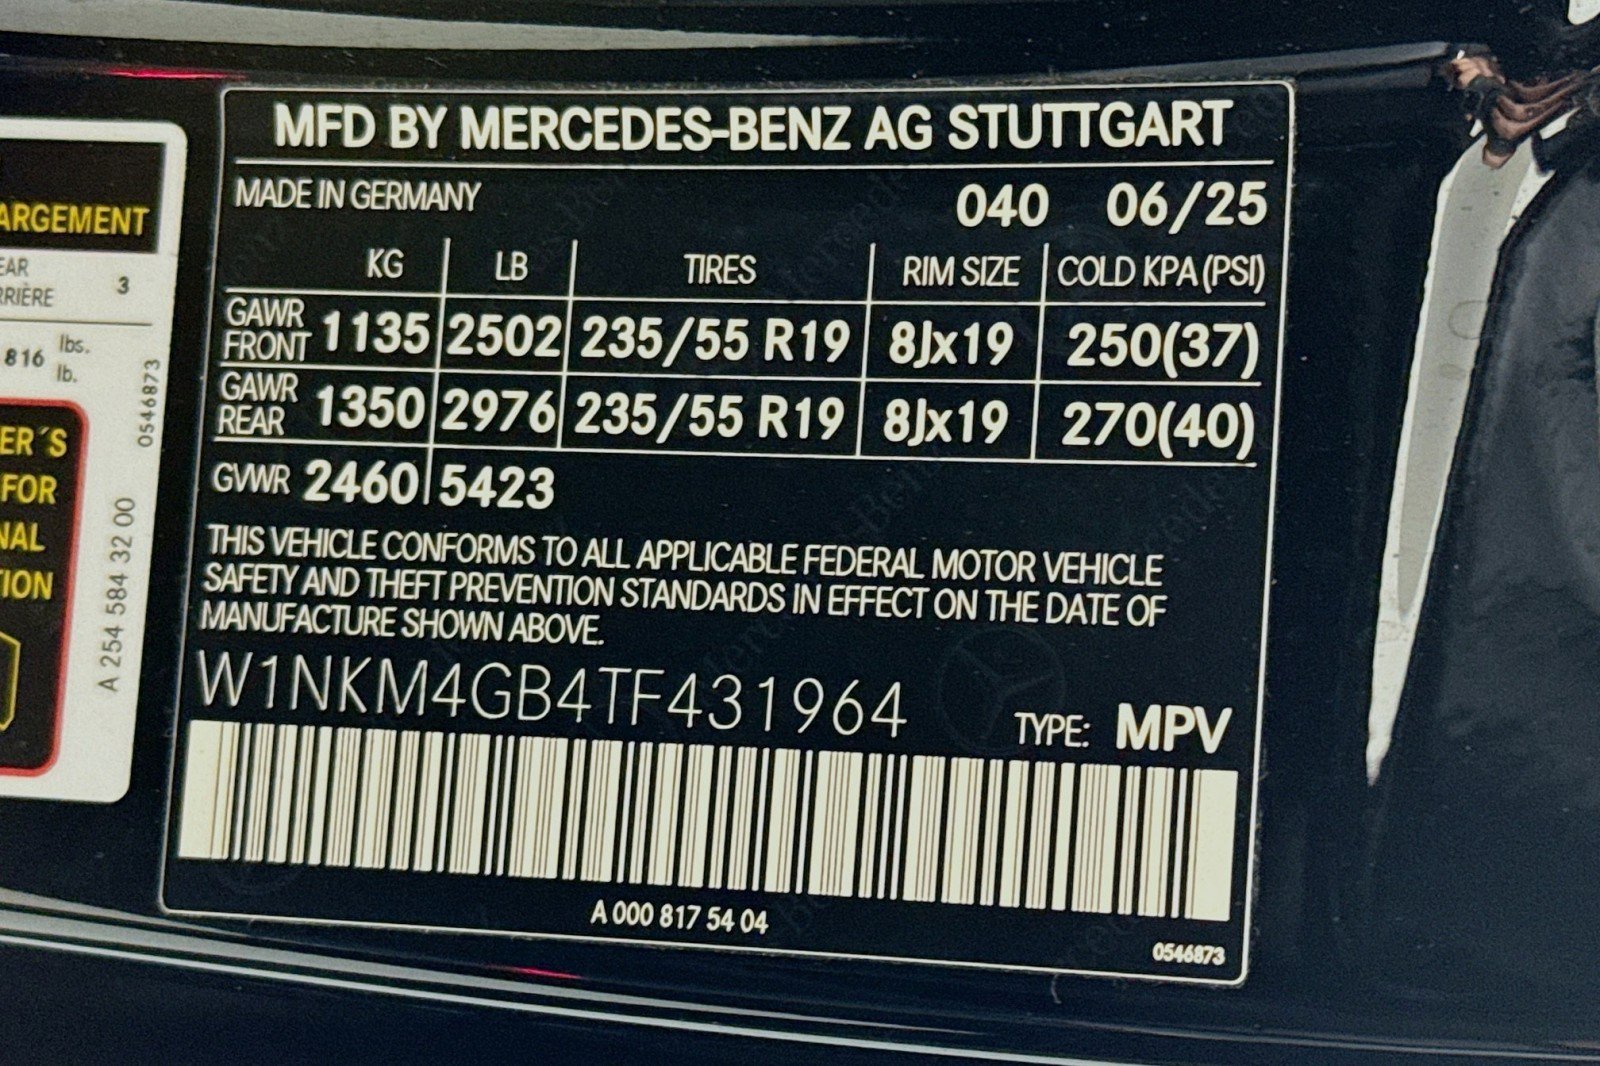 MFD BY MERCEDES-BENZ AG STUTTGART
MADE IN GERMANY 040 06/25
KG LB TIRES RIM SIZE COLD KPA(PSI)
GAWR FRONT 1135 2502 235/55 R19 8Jx19 250(37)
GAWR REAR 1350 2976 235/55 R19 8Jx19 270(40)
GVWR 2460 5423
THIS VEHICLE CONFORMS TO ALL APPLICABLE FEDERAL MOTOR VEHICLE
SAFETY AND THEFT PREVENTION STANDARDS IN EFFECT ON THE DATE OF
MANUFACTURE SHOWN ABOVE.
W1NKM4GB4TF431964 TYPE: MPV
A 000 817 54 04
0546873
ARGEMENT
EAR 3
RRIÈRE
816 lbs.
lb.
ER´S
FOR
NAL
TION
A 254 584 32 00 0546873